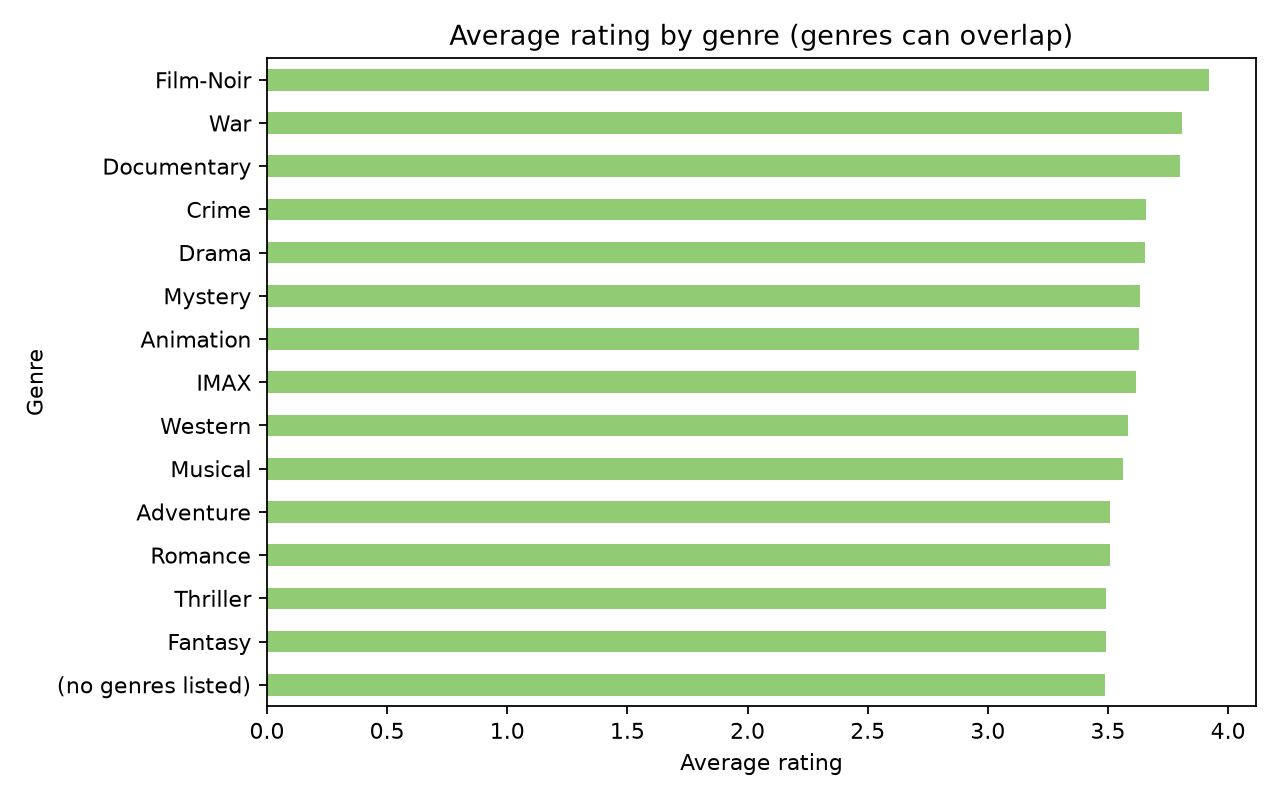 Average rating by genre (genres can overlap)
Film-Noir
War
Documentary
Crime
Drama
Mystery
Animation
IMAX
Western
Musical
Adventure
Romance
Thriller
Fantasy
(no genres listed)
Genre
0.0 0.5 1.0 1.5 2.0 2.5 3.0 3.5 4.0
Average rating